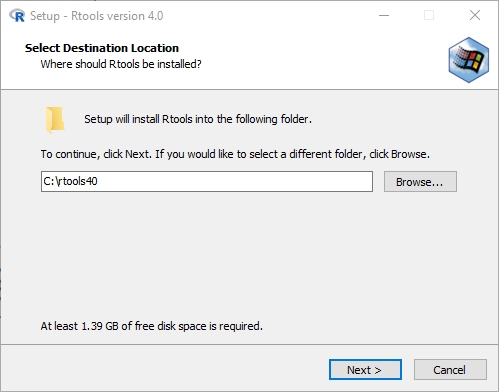 Setup - Rtools version 4.0
Select Destination Location
Where should Rtools be installed?
Setup will install Rtools into the following folder.
To continue, click Next. If you would like to select a different folder, click Browse.
C:\rtools40
Browse...
At least 1.39 GB of free disk space is required.
Next >
Cancel